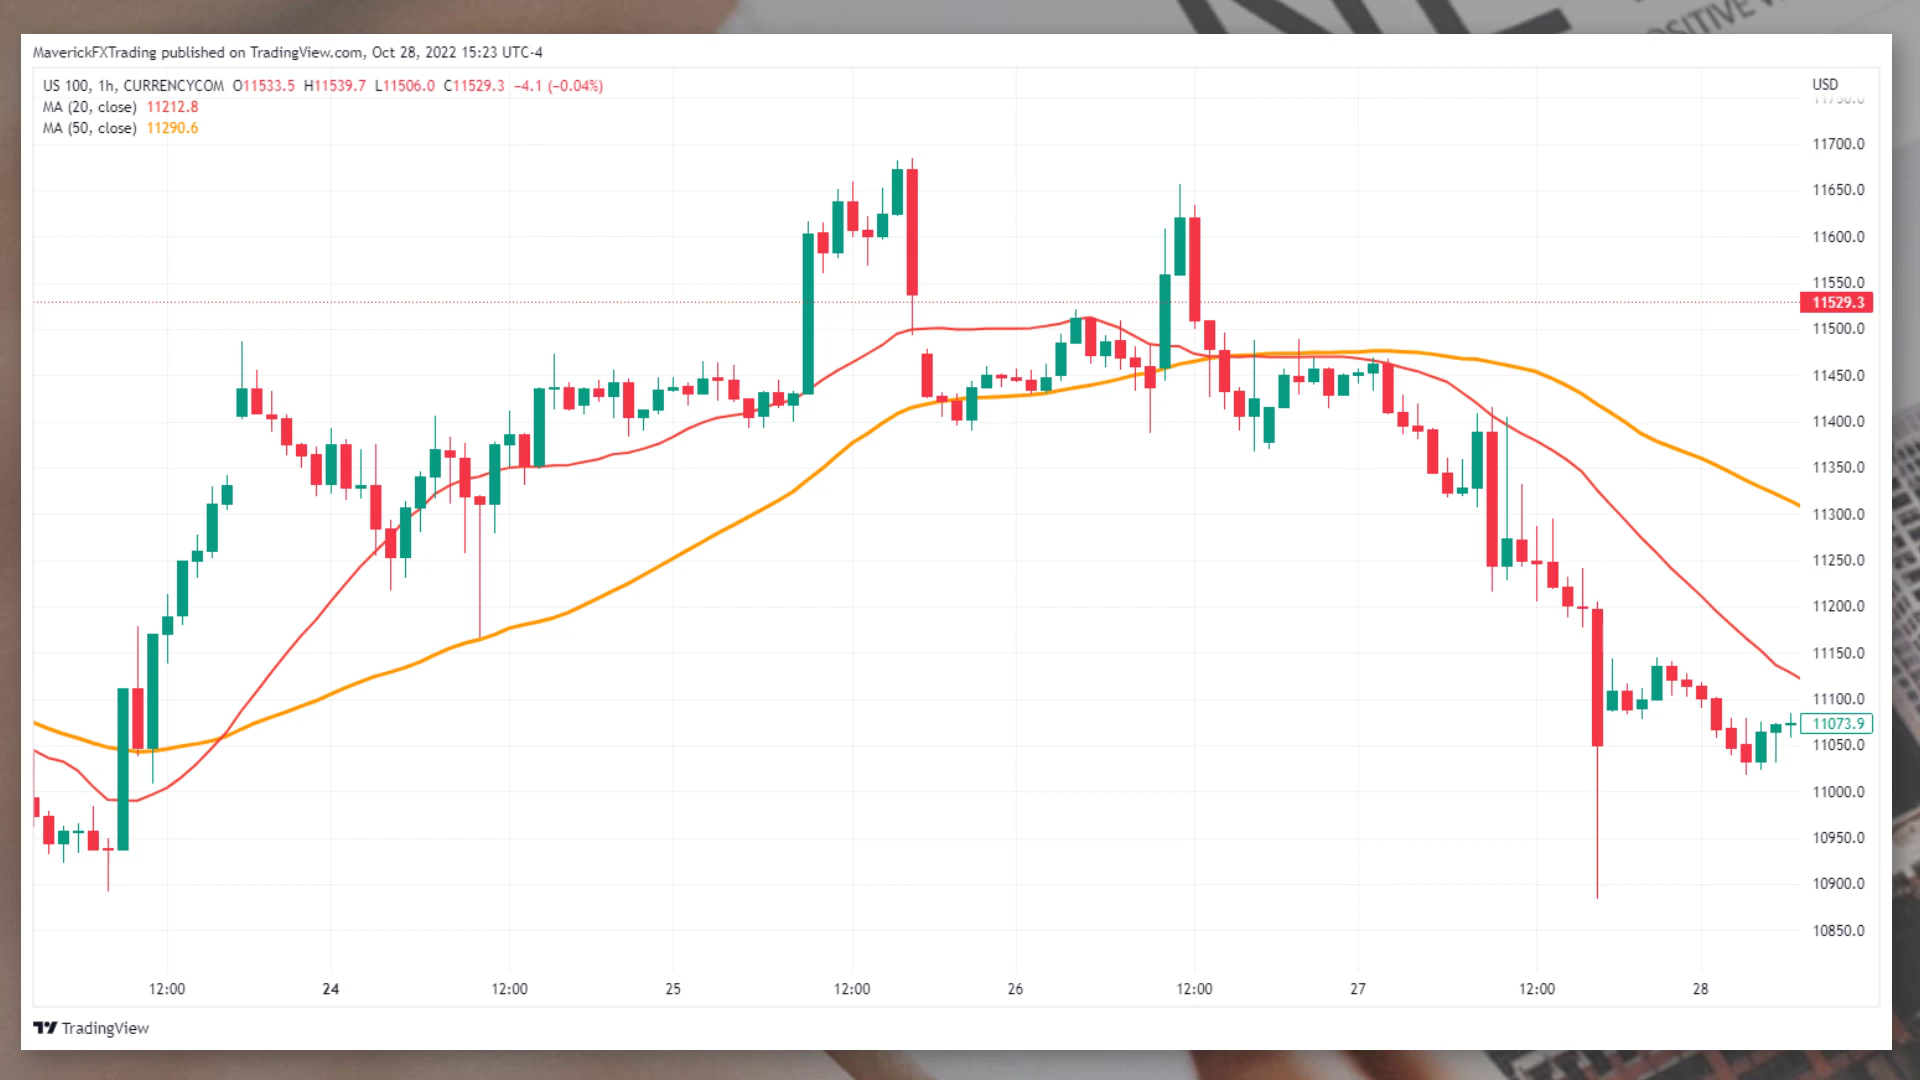 MaverickFXTrading published on TradingView.com, Oct 28, 2022 15:23 UTC-4
US 100, 1h, CURRENCYCOM O11533.5 H11539.7 L11506.0 C11529.3 −4.1 (−0.04%)
MA (20, close) 11212.8
MA (50, close) 11290.6
USD
11700.0
11650.0
11600.0
11550.0
11529.3
11500.0
11450.0
11400.0
11350.0
11300.0
11250.0
11200.0
11150.0
11100.0
11073.9
11050.0
11000.0
10950.0
10900.0
10850.0
12:00 24 12:00 25 12:00 26 12:00 27 12:00 28
TradingView